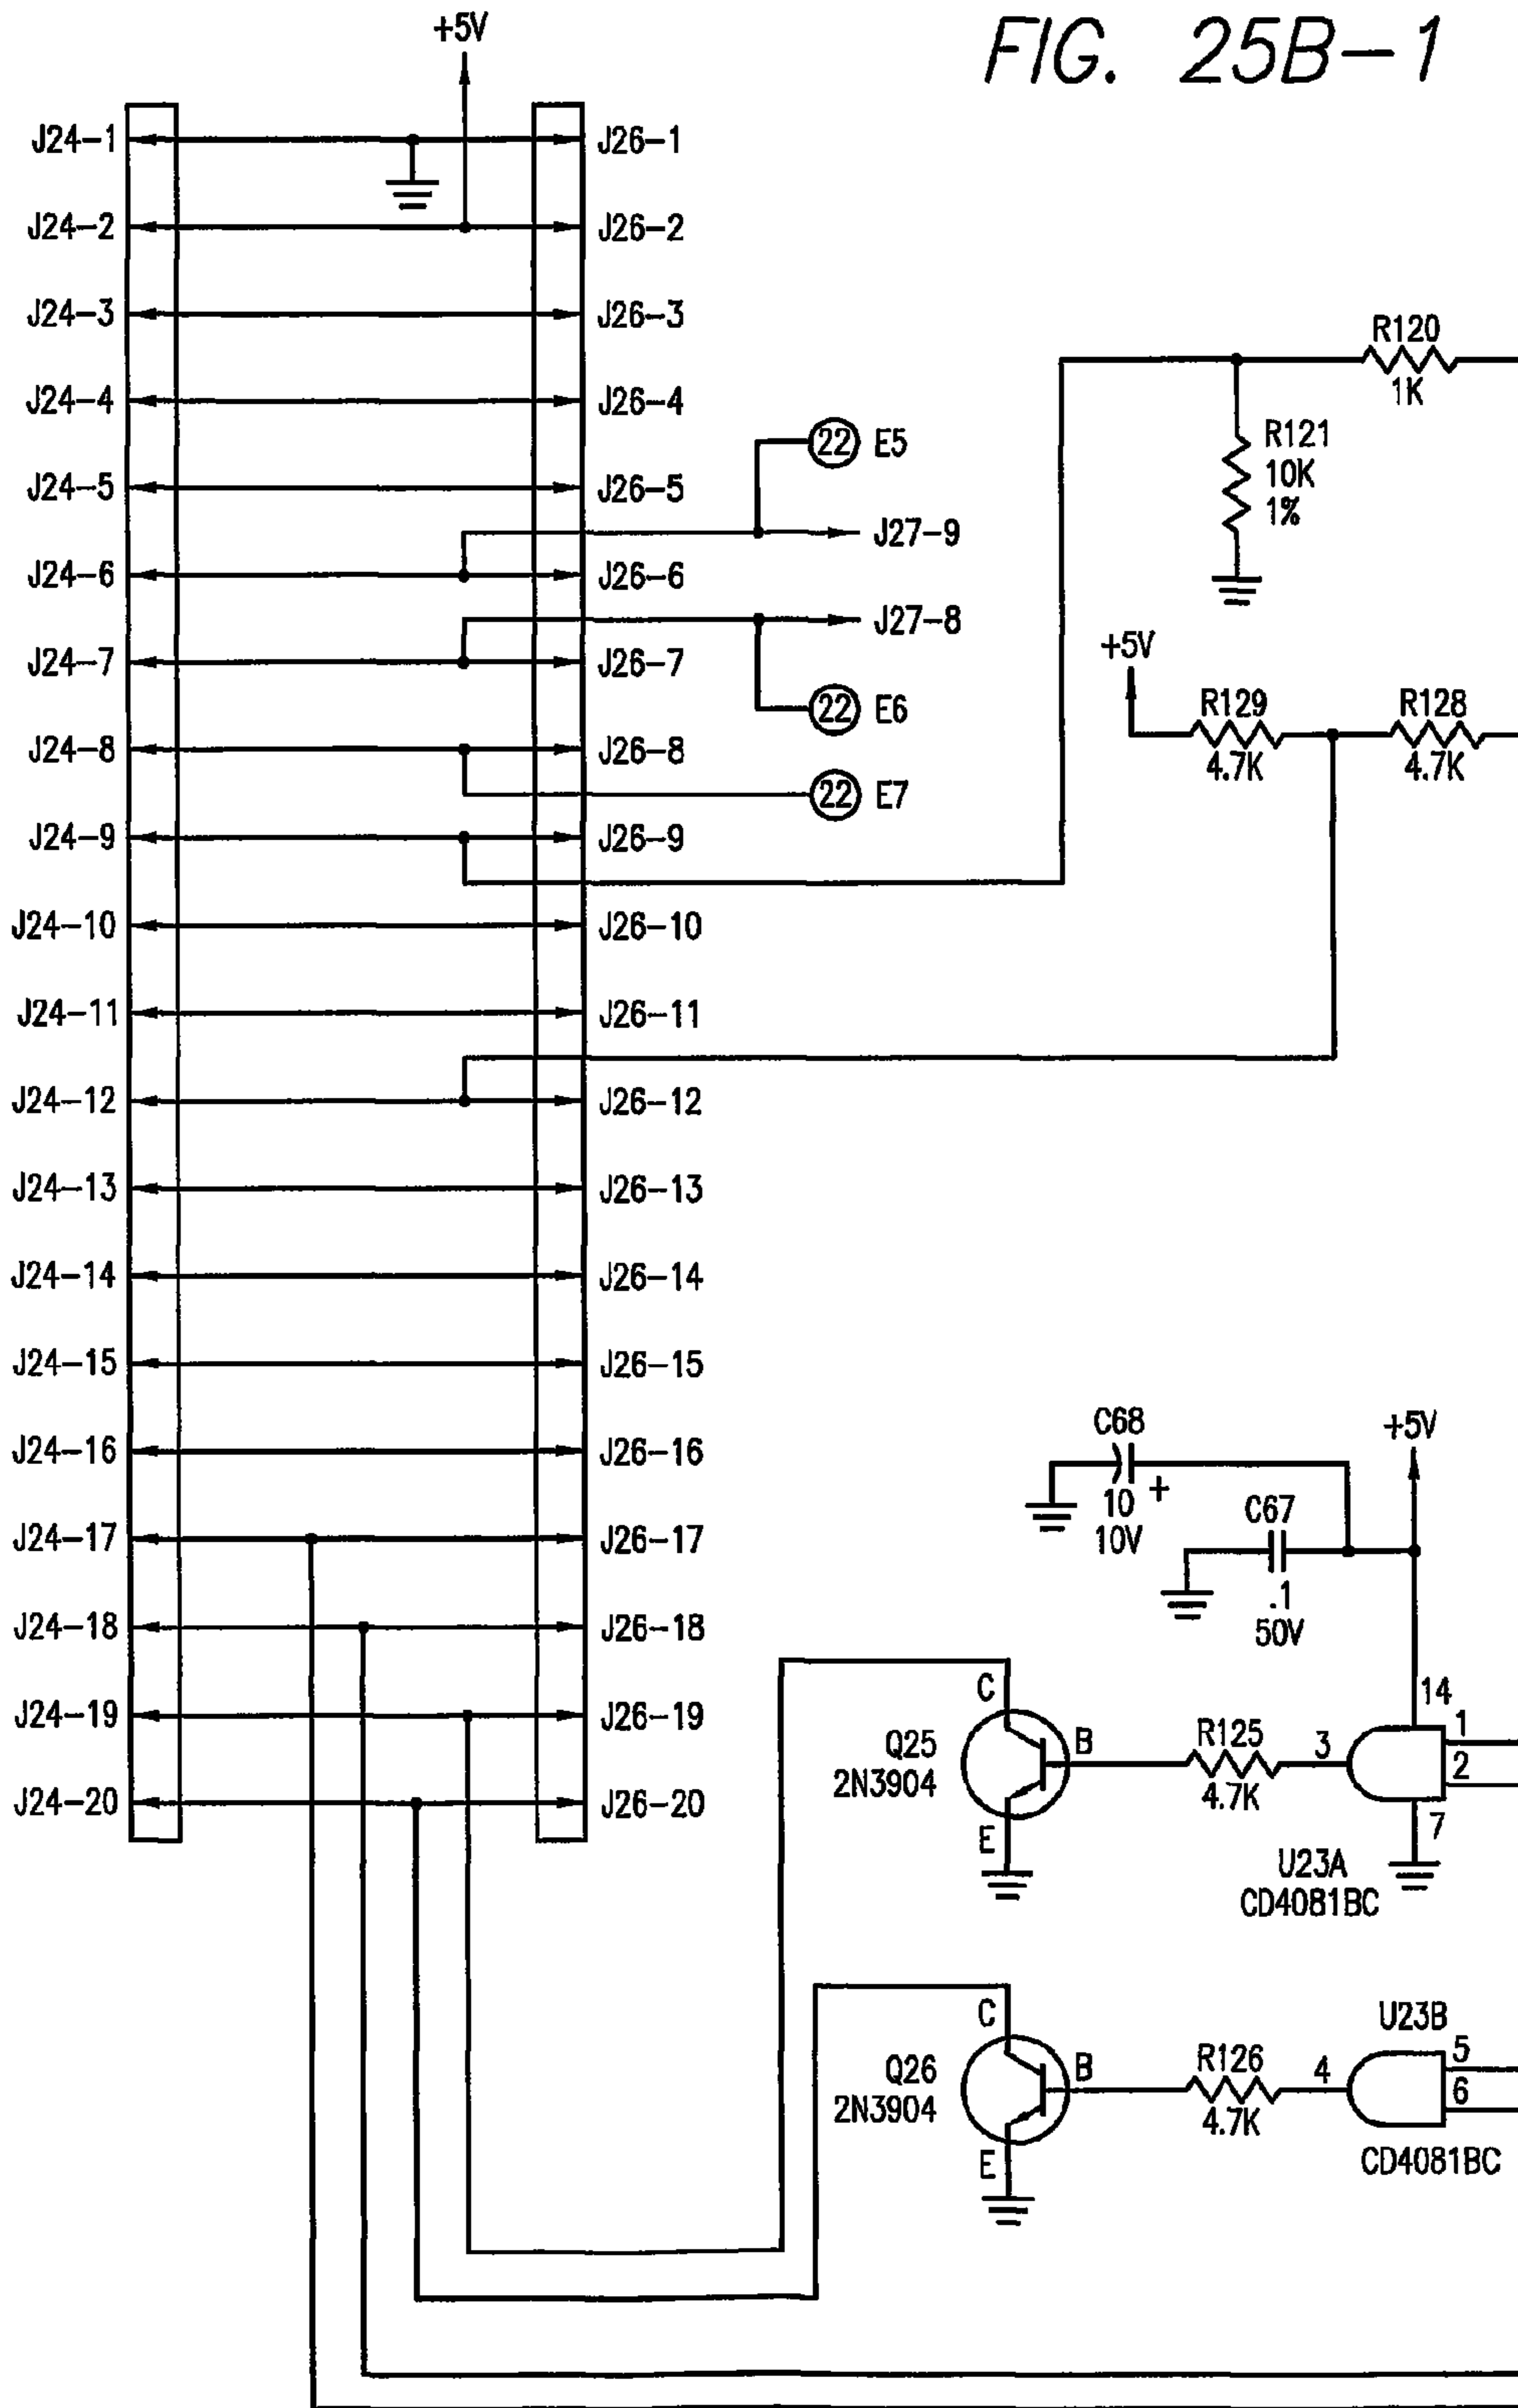 FIG. 25B-1
+5V
J24-1
J26-1
J24-2
J26-2
J24-3
J26-3
J24-4
J26-4
J24-5
J26-5
J24-6
J26-6
J24-7
J26-7
J24-8
J26-8
J24-9
J26-9
J24-10
J26-10
J24-11
J26-11
J24-12
J26-12
J24-13
J26-13
J24-14
J26-14
J24-15
J26-15
J24-16
J26-16
J24-17
J26-17
J24-18
J26-18
J24-19
J26-19
J24-20
J26-20
22 E5
J27-9
J27-8
22 E6
22 E7
R120
1K
R121
10K
1%
+5V
R129
4.7K
R128
4.7K
C68
10 +
10V
C67
.1
50V
+5V
14
1
2
3
7
R125
4.7K
U23A
CD4081BC
C
B
E
Q25
2N3904
C
B
E
Q26
2N3904
R126
4.7K
4
U23B
5
6
CD4081BC